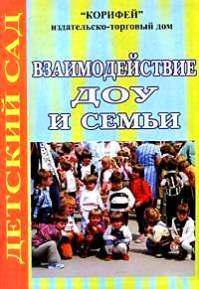 "КОРИФЕЙ"
издательско-торговый дом
ВЗАИМОДЕЙСТВИЕ
ДОУ
И СЕМЬИ
ДЕТСКИЙ САД